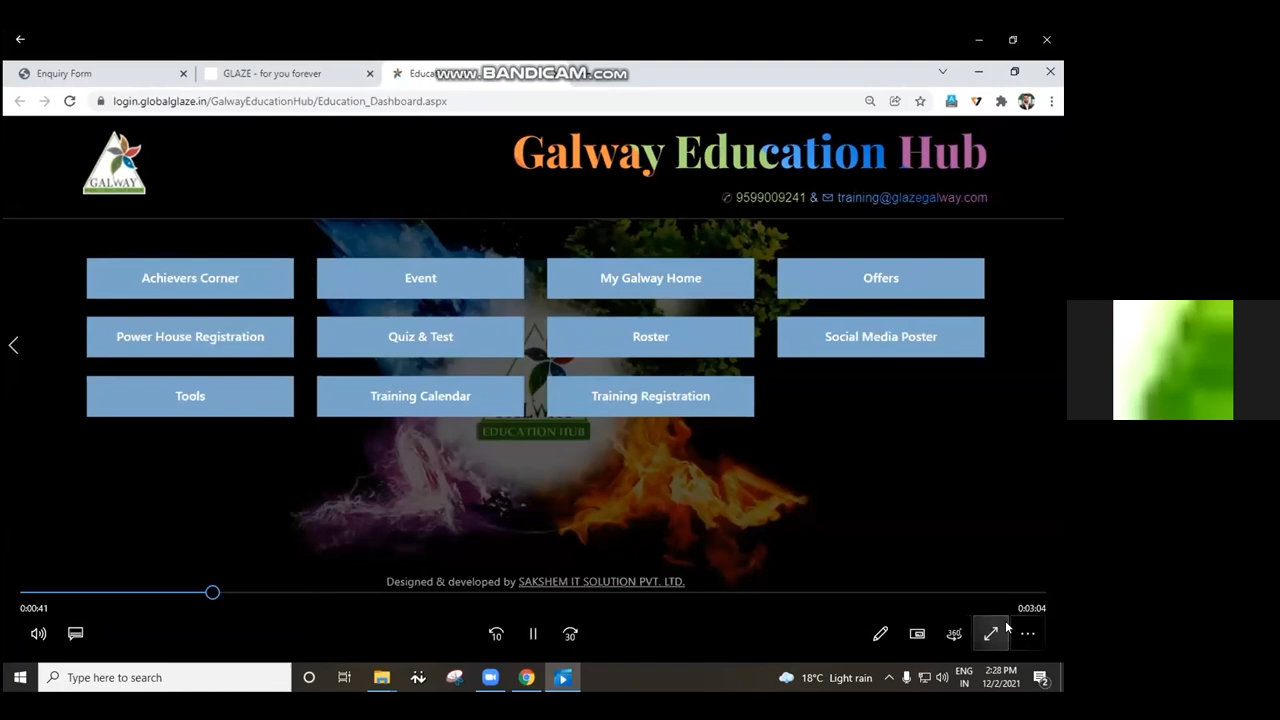 Enquiry Form
GLAZE - for you forever
Educa
WWW.BANDICAM.COM
login.globalglaze.in/GalwayEducationHub/Education_Dashboard.aspx
GALWAY
Galway Education Hub
9599009241 & training@glazegalway.com
Achievers Corner
Event
My Galway Home
Offers
Power House Registration
Quiz & Test
Roster
Social Media Poster
Tools
Training Calendar
Training Registration
EDUCATION HUB
Designed & developed by SAKSHEM IT SOLUTION PVT. LTD.
0:00:41
0:03:04
10
30
360
Type here to search
18°C Light rain
ENG
IN
2:28 PM
12/2/2021
2